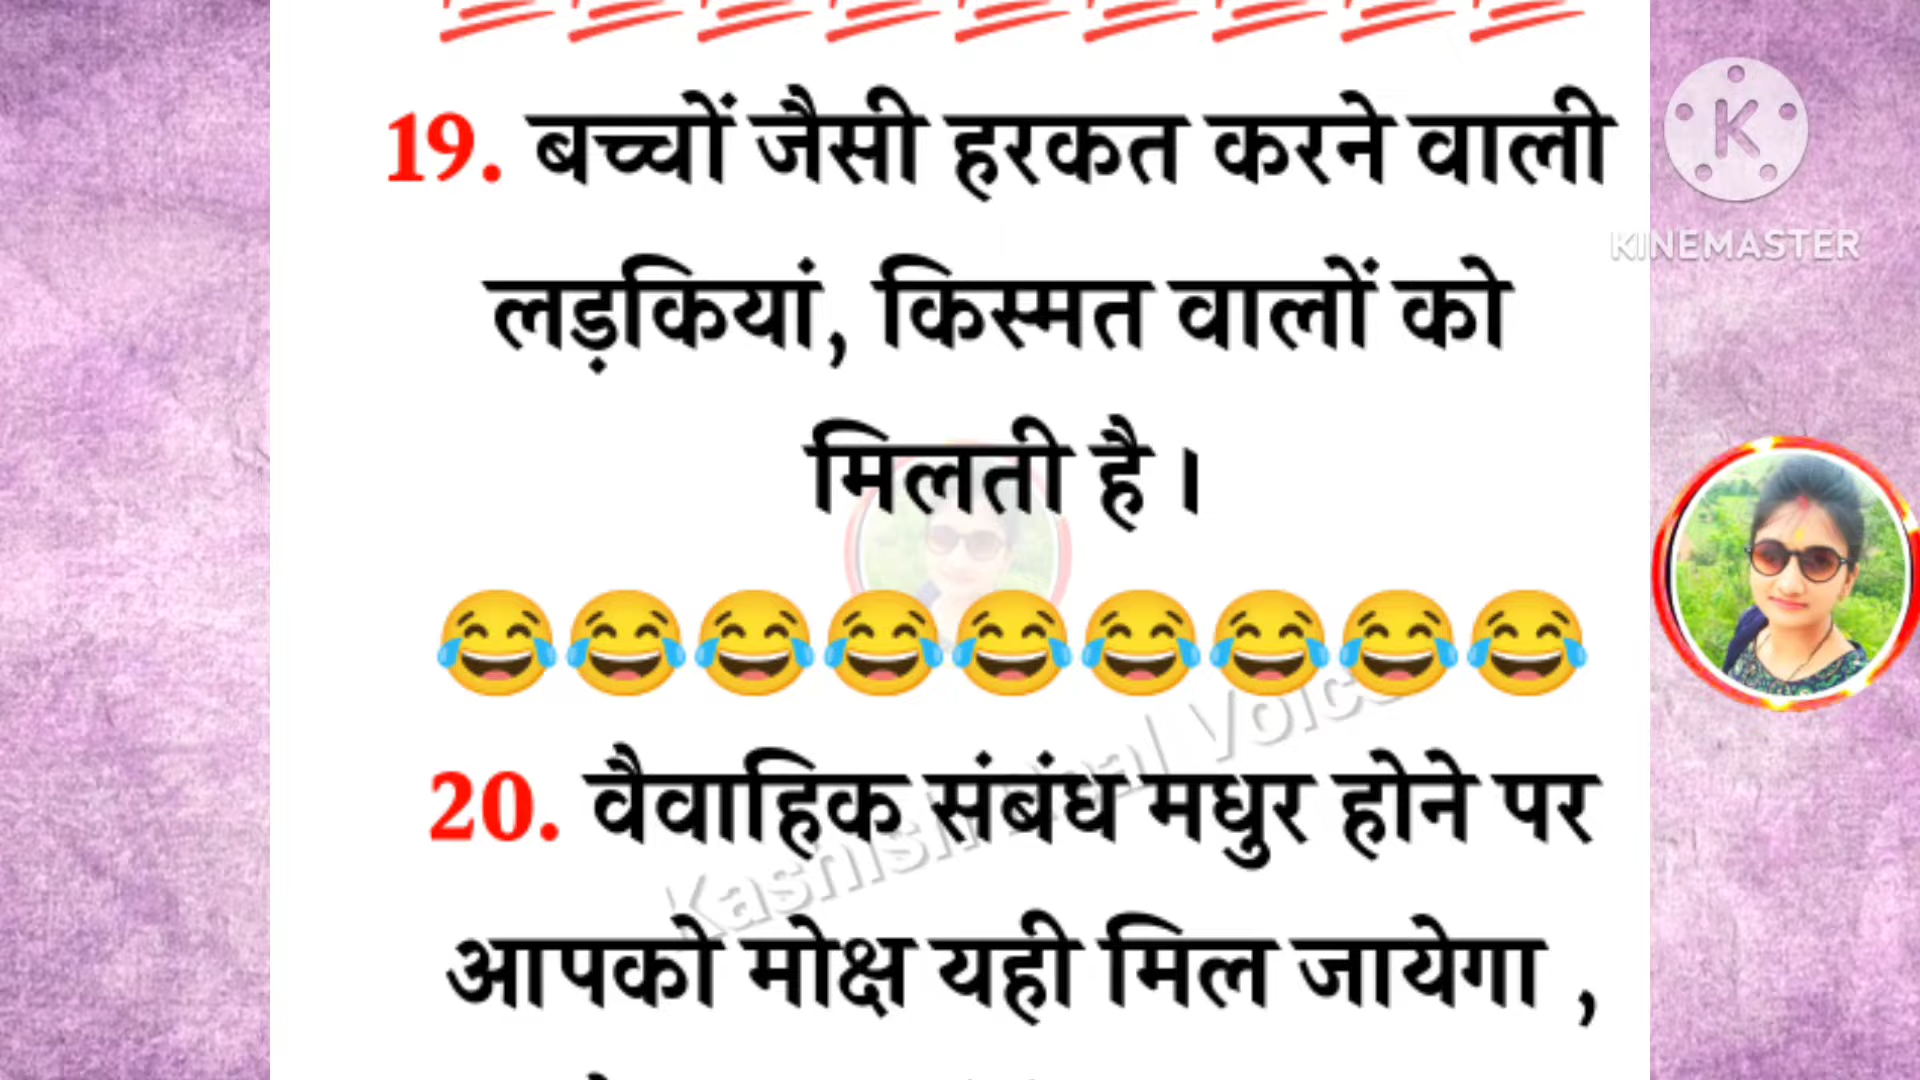 19. बच्चों जैसी हरकत करने वाली
लड़कियां, किस्मत वालों को
मिलती है।
20. वैवाहिक संबंध मधुर होने पर
आपको मोक्ष यही मिल जायेगा ,
KINEMASTER